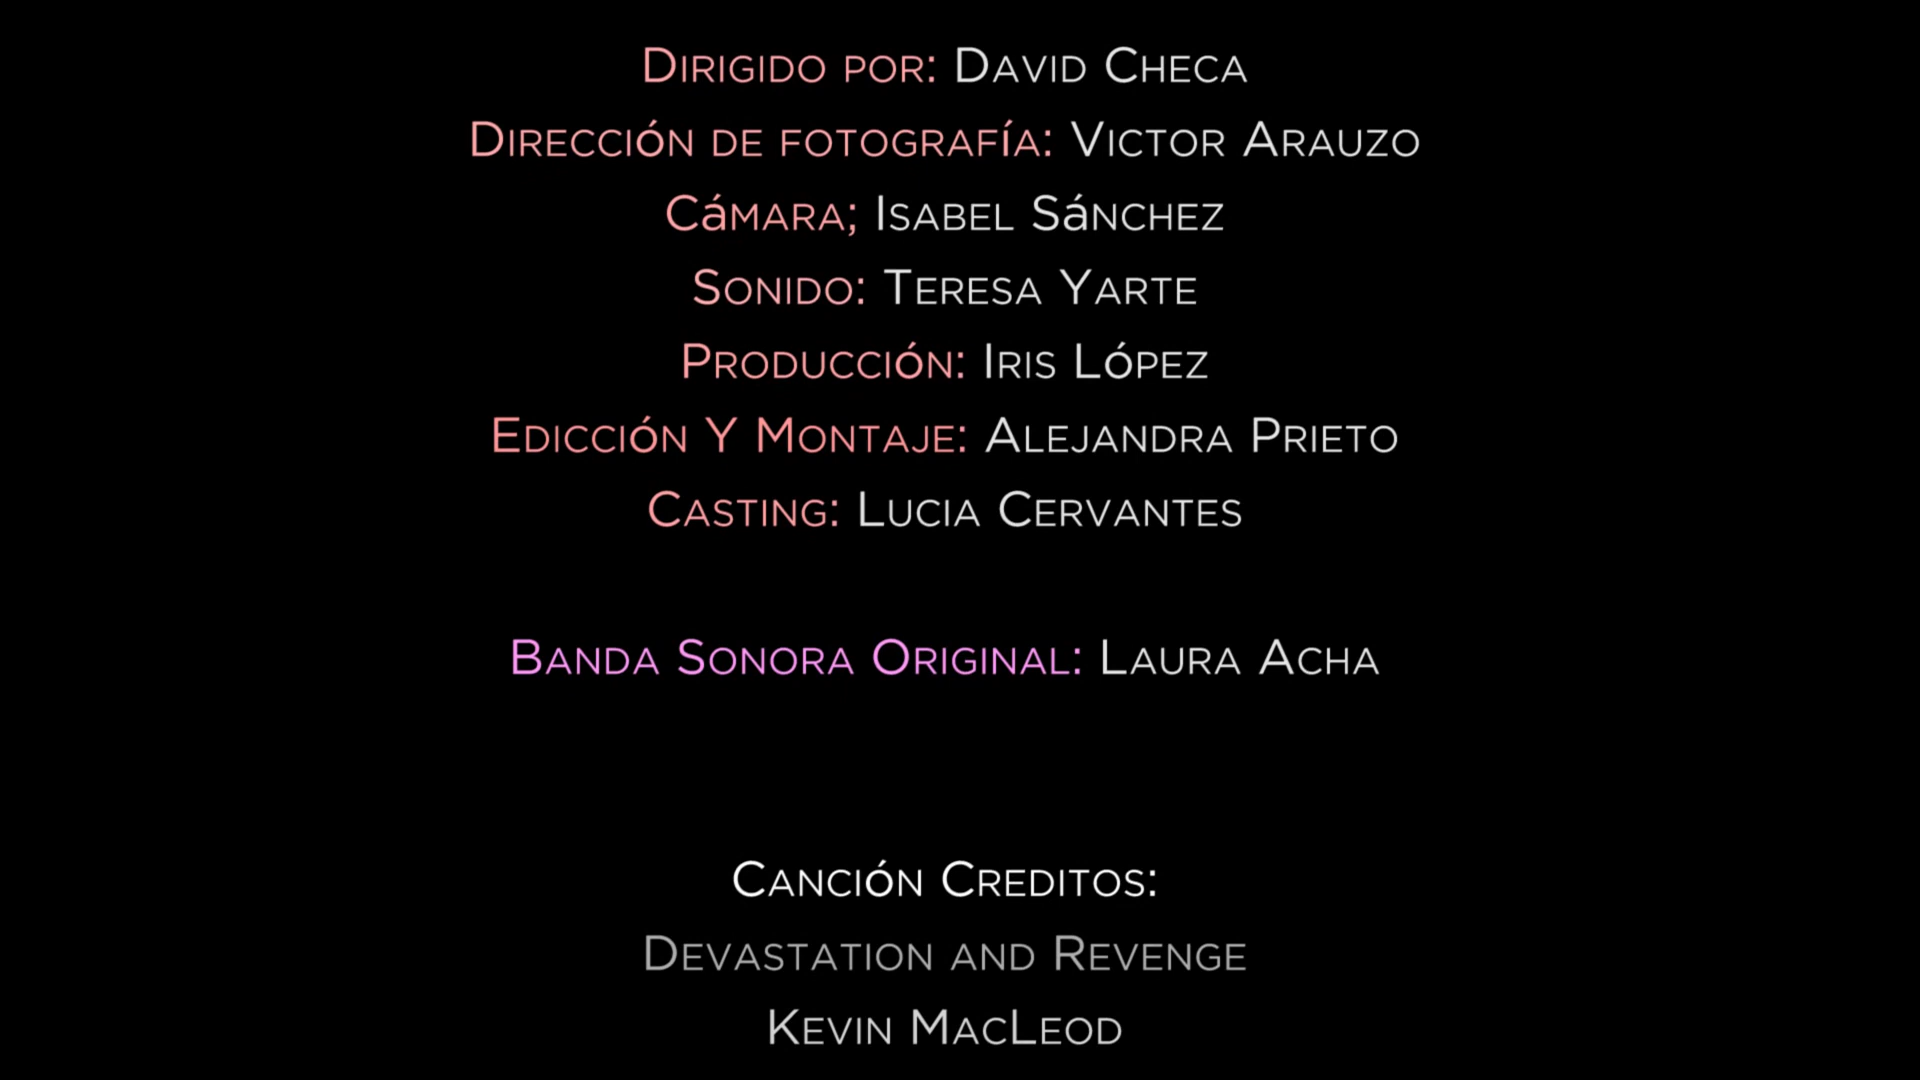 Dirigido por: David Checa
Dirección de fotografía: Victor Arauzo
Cámara; Isabel Sánchez
Sonido: Teresa Yarte
Producción: Iris López
Edicción Y Montaje: Alejandra Prieto
Casting: Lucia Cervantes
Banda Sonora Original: Laura Acha
Canción Creditos:
Devastation and Revenge
Kevin MacLeod